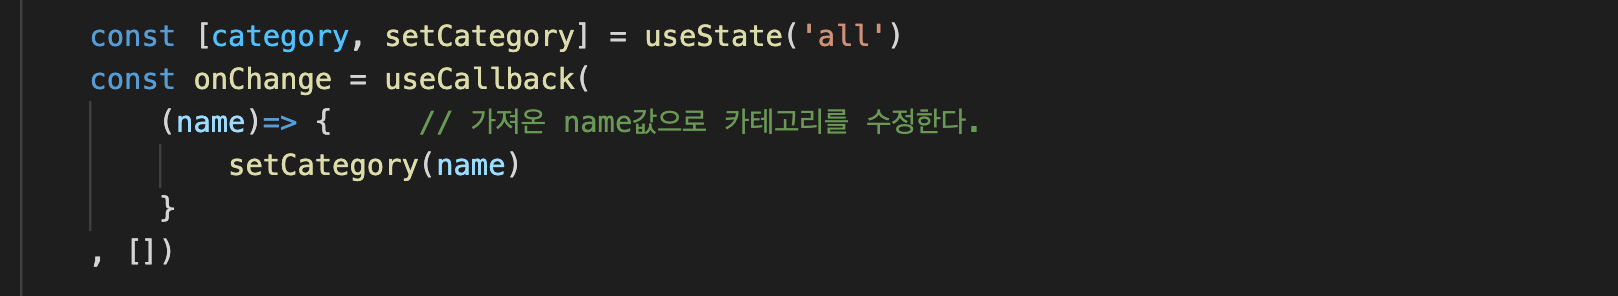 const [category, setCategory] = useState('all')
const onChange = useCallback(
(name)=> { // 가져온 name값으로 카테고리를 수정한다.
setCategory(name)
}
, [])